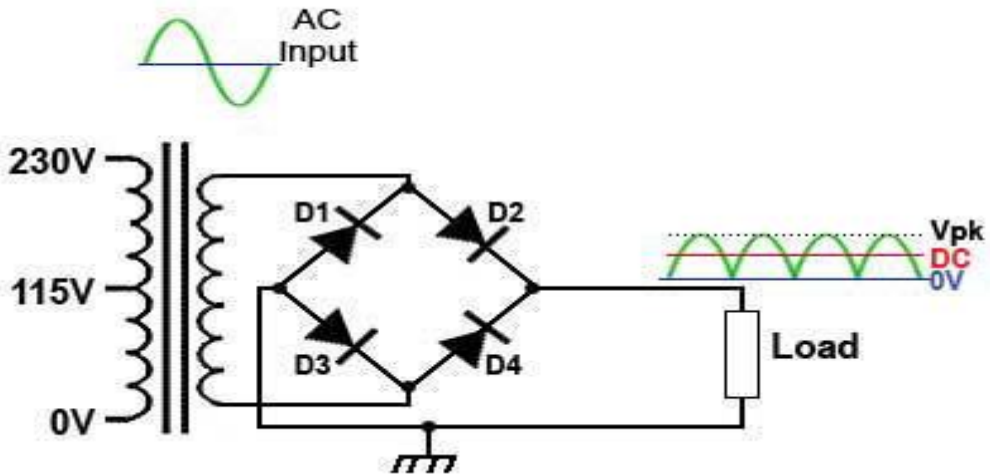 AC
Input
230V
D1
D2
Vpk
DC
0V
115V
D3
D4
Load
0V